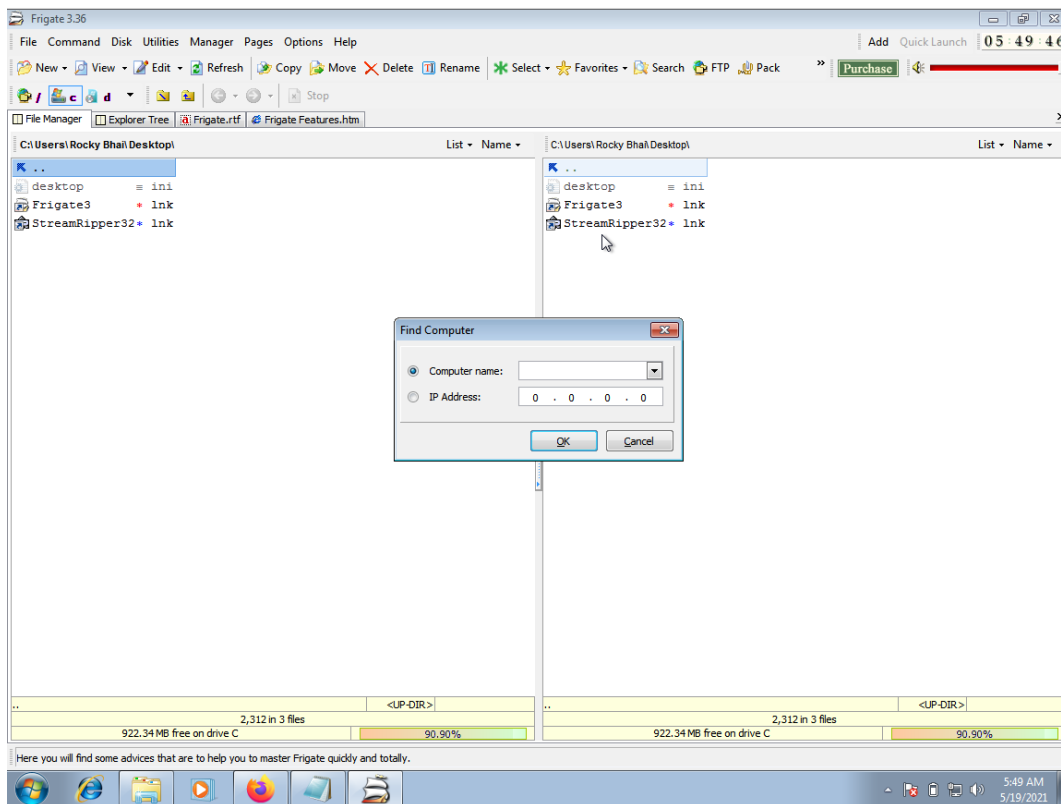 Frigate 3.36
File Command Disk Utilities Manager Pages Options Help
Add Quick Launch 05:49:46
New View Edit Refresh Copy Move Delete Rename Select Favorites Search FTP Pack » Purchase
/ c d Stop
File Manager Explorer Tree Frigate.rtf Frigate Features.htm
C:\Users\Rocky Bhai\Desktop\ List Name
..
desktop ≡ ini
Frigate3 * lnk
StreamRipper32* lnk
C:\Users\Rocky Bhai\Desktop\ List Name
..
desktop ≡ ini
Frigate3 * lnk
StreamRipper32* lnk
Find Computer
Computer name:
IP Address: 0 . 0 . 0 . 0
OK Cancel
.. <UP-DIR>
2,312 in 3 files
922.34 MB free on drive C 90.90%
.. <UP-DIR>
2,312 in 3 files
922.34 MB free on drive C 90.90%
Here you will find some advices that are to help you to master Frigate quickly and totally.
5:49 AM
5/19/2021